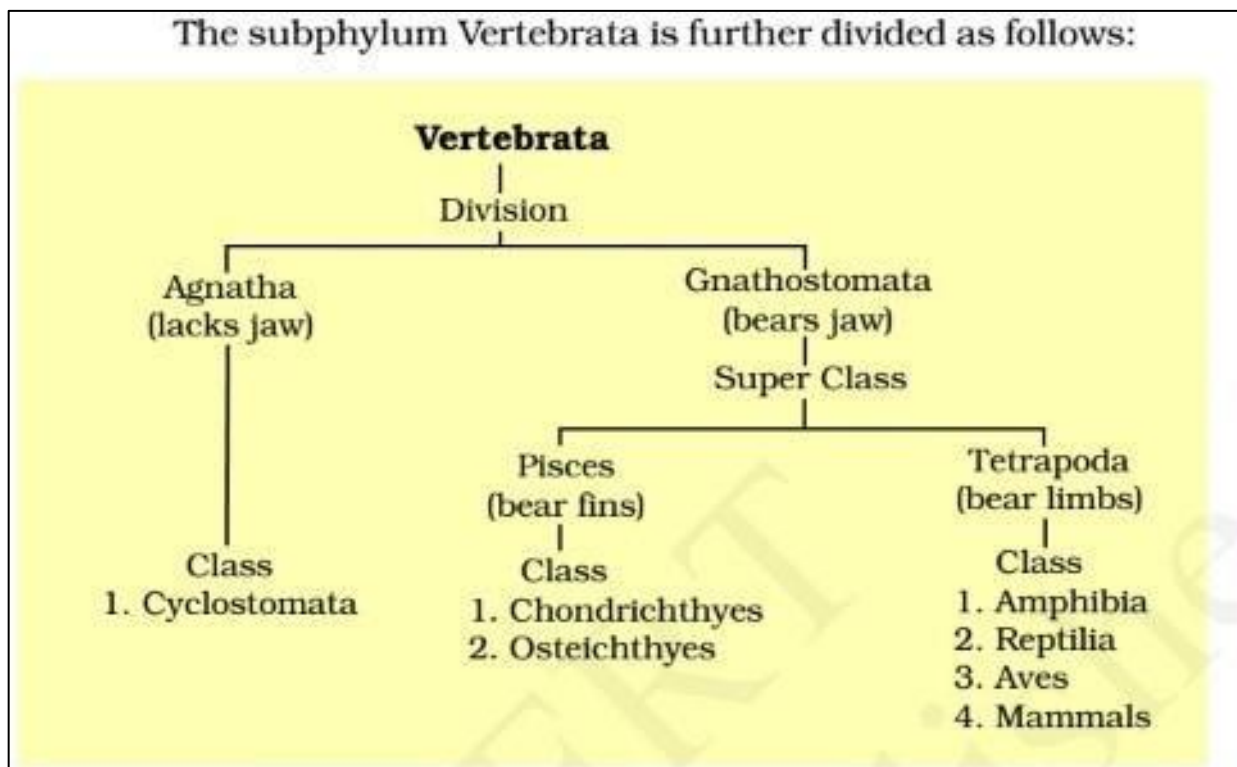 The subphylum Vertebrata is further divided as follows:
Vertebrata
Division
Agnatha
(lacks jaw)
Gnathostomata
(bears jaw)
Super Class
Pisces
(bear fins)
Tetrapoda
(bear limbs)
Class
1. Cyclostomata
Class
1. Chondrichthyes
2. Osteichthyes
Class
1. Amphibia
2. Reptilia
3. Aves
4. Mammals